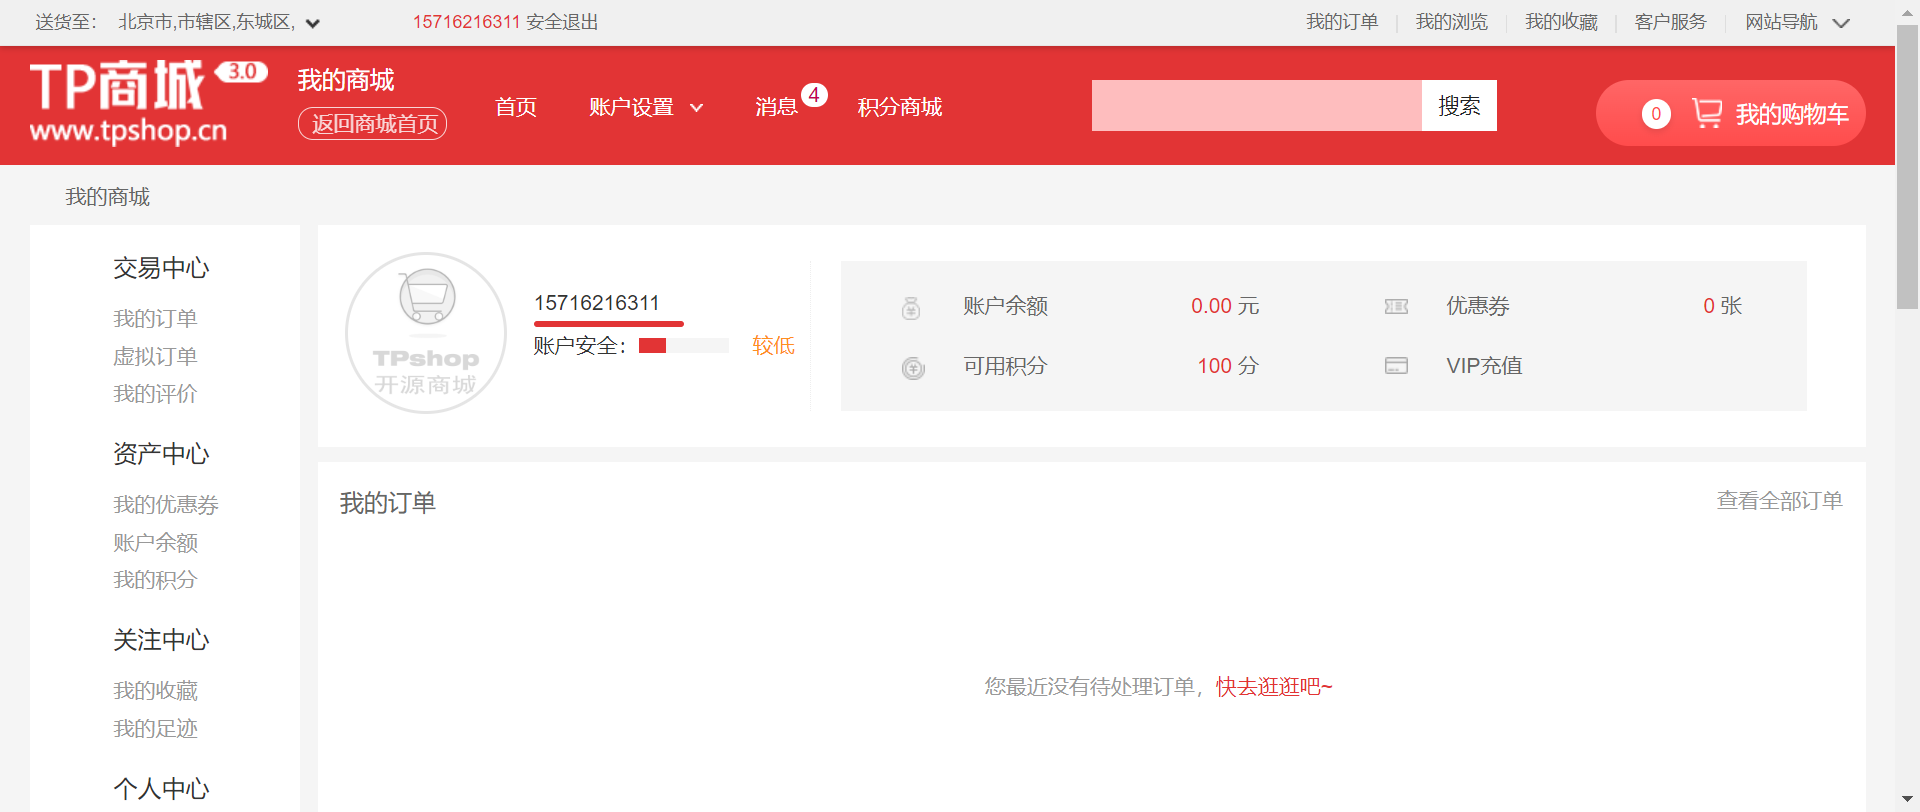 送货至： 北京市,市辖区,东城区, 15716216311 安全退出 我的订单 我的浏览 我的收藏 客户服务 网站导航
TP商城 3.0
www.tpshop.cn
我的商城
返回商城首页
首页 账户设置 消息 4 积分商城
搜索
0 我的购物车
我的商城
交易中心
我的订单
虚拟订单
我的评价
资产中心
我的优惠券
账户余额
我的积分
关注中心
我的收藏
我的足迹
个人中心
TPshop
开源商城
15716216311
账户安全： 较低
账户余额 0.00 元 优惠券 0 张
可用积分 100 分 VIP充值
我的订单 查看全部订单
您最近没有待处理订单，快去逛逛吧~